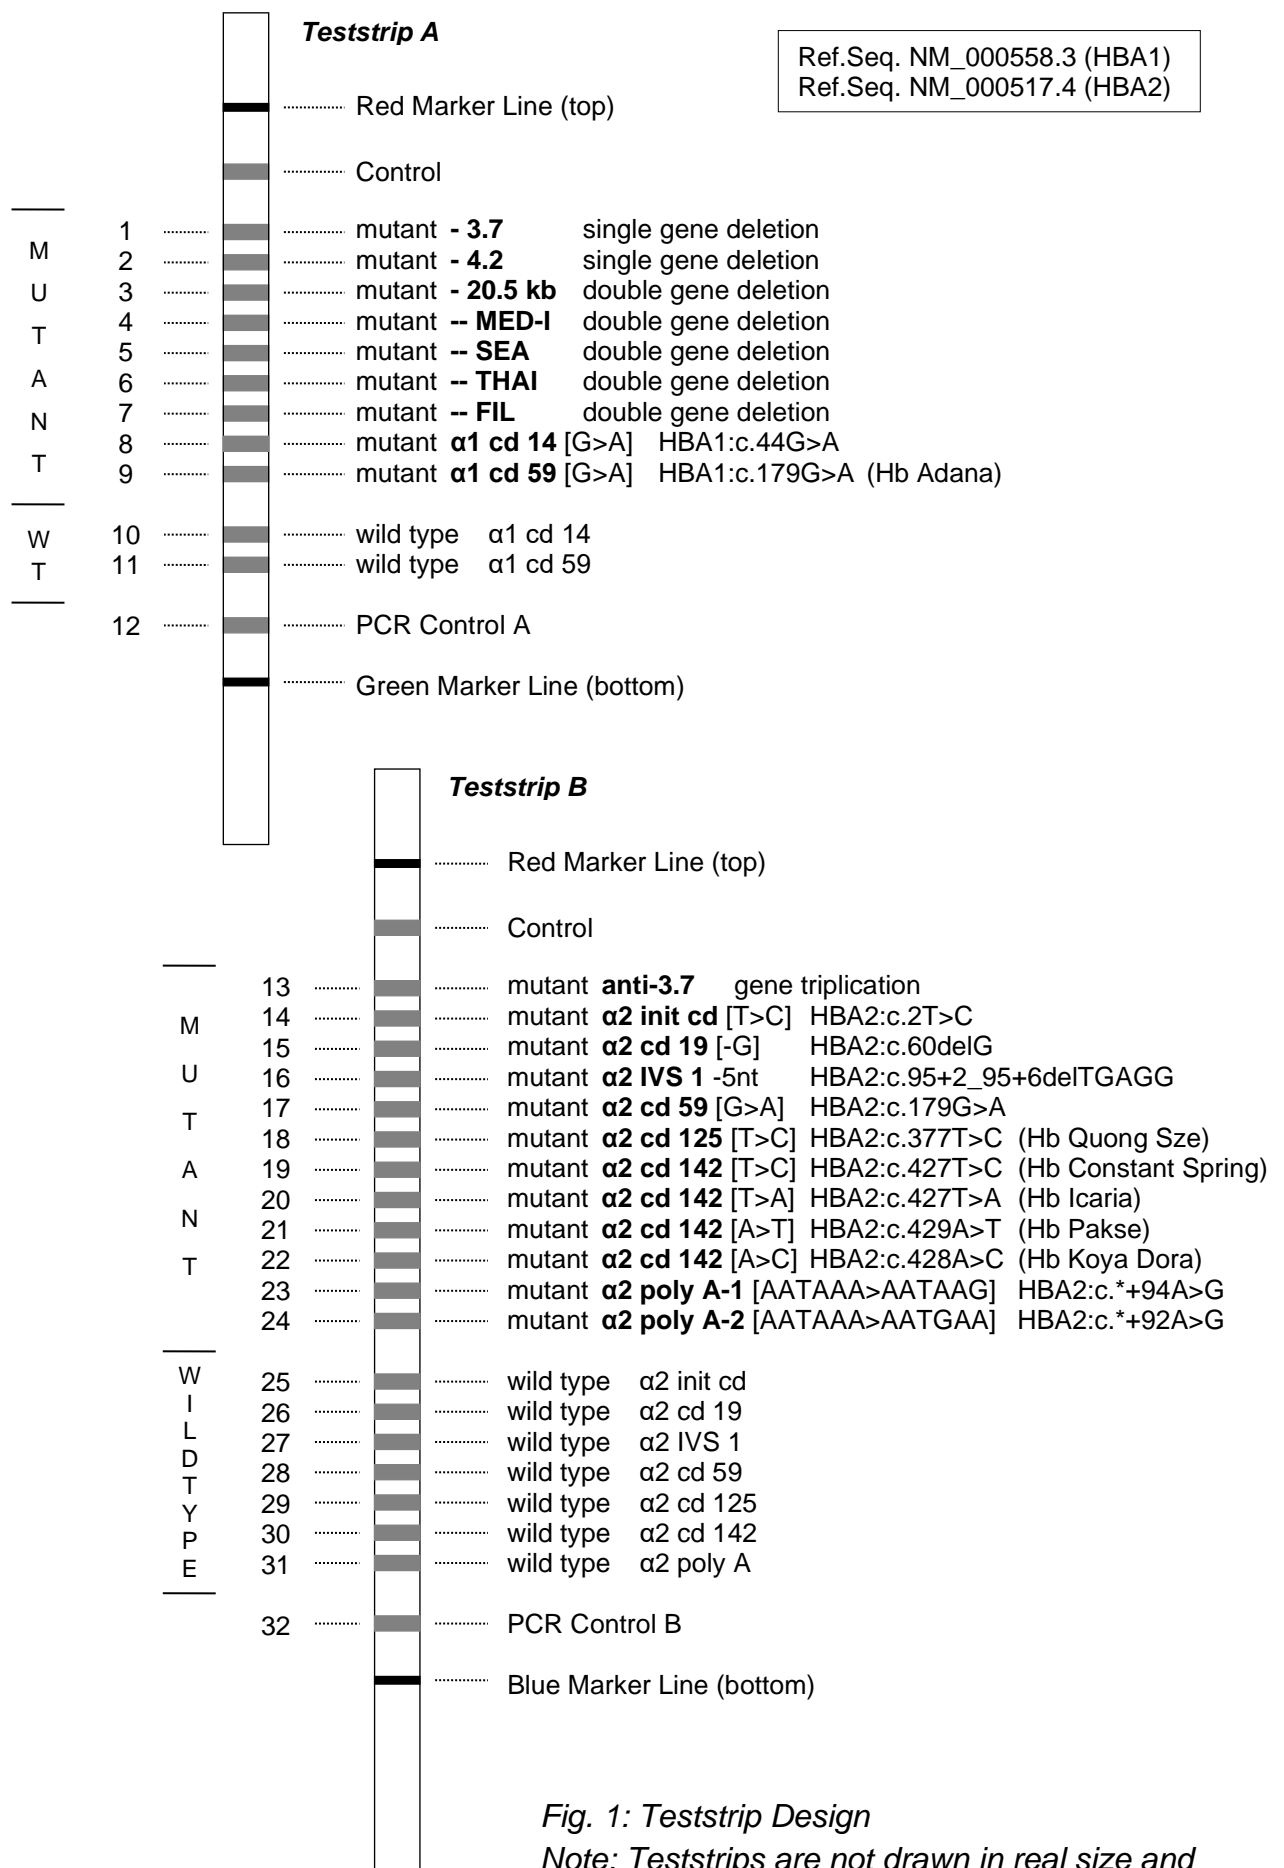 Teststrip A
Ref.Seq. NM_000558.3 (HBA1)
Ref.Seq. NM_000517.4 (HBA2)
Red Marker Line (top)
Control
MUTANT
1 mutant - 3.7 single gene deletion
2 mutant - 4.2 single gene deletion
3 mutant - 20.5 kb double gene deletion
4 mutant -- MED-I double gene deletion
5 mutant -- SEA double gene deletion
6 mutant -- THAI double gene deletion
7 mutant -- FIL double gene deletion
8 mutant α1 cd 14 [G>A] HBA1:c.44G>A
9 mutant α1 cd 59 [G>A] HBA1:c.179G>A (Hb Adana)
WT
10 wild type α1 cd 14
11 wild type α1 cd 59
12 PCR Control A
Green Marker Line (bottom)
Teststrip B
Red Marker Line (top)
Control
MUTANT
13 mutant anti-3.7 gene triplication
14 mutant α2 init cd [T>C] HBA2:c.2T>C
15 mutant α2 cd 19 [-G] HBA2:c.60delG
16 mutant α2 IVS 1 -5nt HBA2:c.95+2_95+6delTGAGG
17 mutant α2 cd 59 [G>A] HBA2:c.179G>A
18 mutant α2 cd 125 [T>C] HBA2:c.377T>C (Hb Quong Sze)
19 mutant α2 cd 142 [T>C] HBA2:c.427T>C (Hb Constant Spring)
20 mutant α2 cd 142 [T>A] HBA2:c.427T>A (Hb Icaria)
21 mutant α2 cd 142 [A>T] HBA2:c.429A>T (Hb Pakse)
22 mutant α2 cd 142 [A>C] HBA2:c.428A>C (Hb Koya Dora)
23 mutant α2 poly A-1 [AATAAA>AATAAG] HBA2:c.*+94A>G
24 mutant α2 poly A-2 [AATAAA>AATGAA] HBA2:c.*+92A>G
WILDTYPE
25 wild type α2 init cd
26 wild type α2 cd 19
27 wild type α2 IVS 1
28 wild type α2 cd 59
29 wild type α2 cd 125
30 wild type α2 cd 142
31 wild type α2 poly A
32 PCR Control B
Blue Marker Line (bottom)
Fig. 1: Teststrip Design
Note: Teststrips are not drawn in real size and